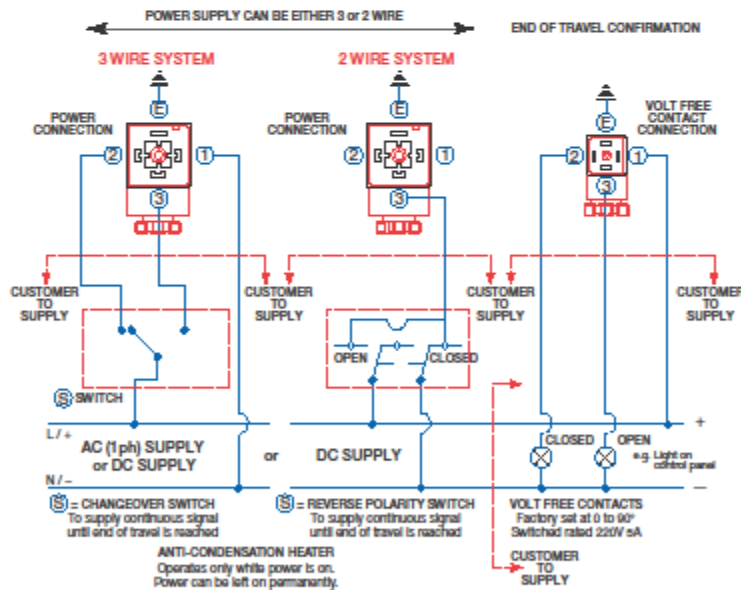 POWER SUPPLY CAN BE EITHER 3 or 2 WIRE
END OF TRAVEL CONFIRMATION
3 WIRE SYSTEM
2 WIRE SYSTEM
E
E
E
POWER
CONNECTION
POWER
CONNECTION
VOLT FREE
CONTACT
CONNECTION
2
1
3
2
1
3
2
1
3
CUSTOMER
TO
SUPPLY
CUSTOMER
TO
SUPPLY
CUSTOMER
TO
SUPPLY
CUSTOMER
TO
SUPPLY
OPEN
CLOSED
S SWITCH
L / +
+
AC (1ph) SUPPLY
or DC SUPPLY
or
DC SUPPLY
CLOSED
OPEN
e.g. Light on
control panel
N / –
–
S = CHANGEOVER SWITCH
To supply continuous signal
until end of travel is reached
S = REVERSE POLARITY SWITCH
To supply continuous signal
until end of travel is reached
VOLT FREE CONTACTS
Factory set at 0 to 90°
Switched rated 220V 5A
ANTI-CONDENSATION HEATER
Operates only white power is on.
Power can be left on permanently.
CUSTOMER
TO
SUPPLY